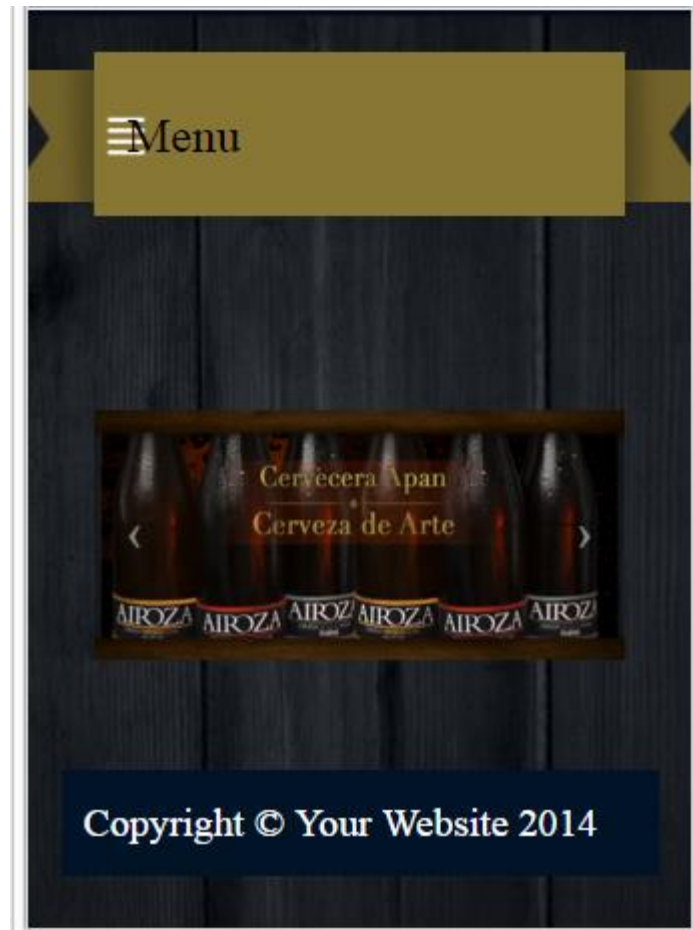 Menu
Cervecera Apan
Cerveza de Arte
AIROZA AIROZA AIROZA AIROZA AIROZA AIROZA
Copyright © Your Website 2014